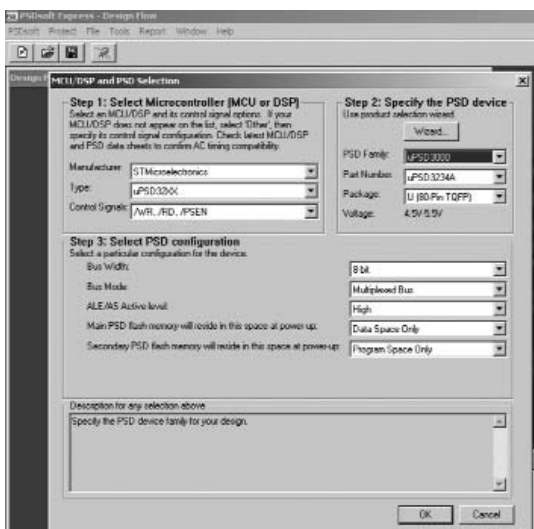 PSDsoft Express - Design Flow
PSDsoft Project File Tools Report Window Help
Design F
MCU/DSP and PSD Selection
Step 1: Select Microcontroller (MCU or DSP)
Select an MCU/DSP and its control signal options. If your
MCU/DSP does not appear on the list, select 'Other', then
specify its control signal configuration. Check latest MCU/DSP
and PSD data sheets to confirm AC timing compatibility.
Manufacturer: STMicroelectronics
Type: uPSD32XX
Control Signals: /WR, /RD, /PSEN
Step 2: Specify the PSD device
Use product selection wizard.
Wizard...
PSD Family: uPSD3000
Part Number: uPSD3234A
Package: U (80-Pin TQFP)
Voltage: 4.5V-5.5V
Step 3: Select PSD configuration
Select a particular configuration for the device.
Bus Width: 8-bit
Bus Mode: Multiplexed Bus
ALE/AS Active level: High
Main PSD flash memory will reside in this space at power-up: Data Space Only
Secondary PSD flash memory will reside in this space at power-up: Program Space Only
Description for any selection above
Specify the PSD device family for your design.
OK Cancel